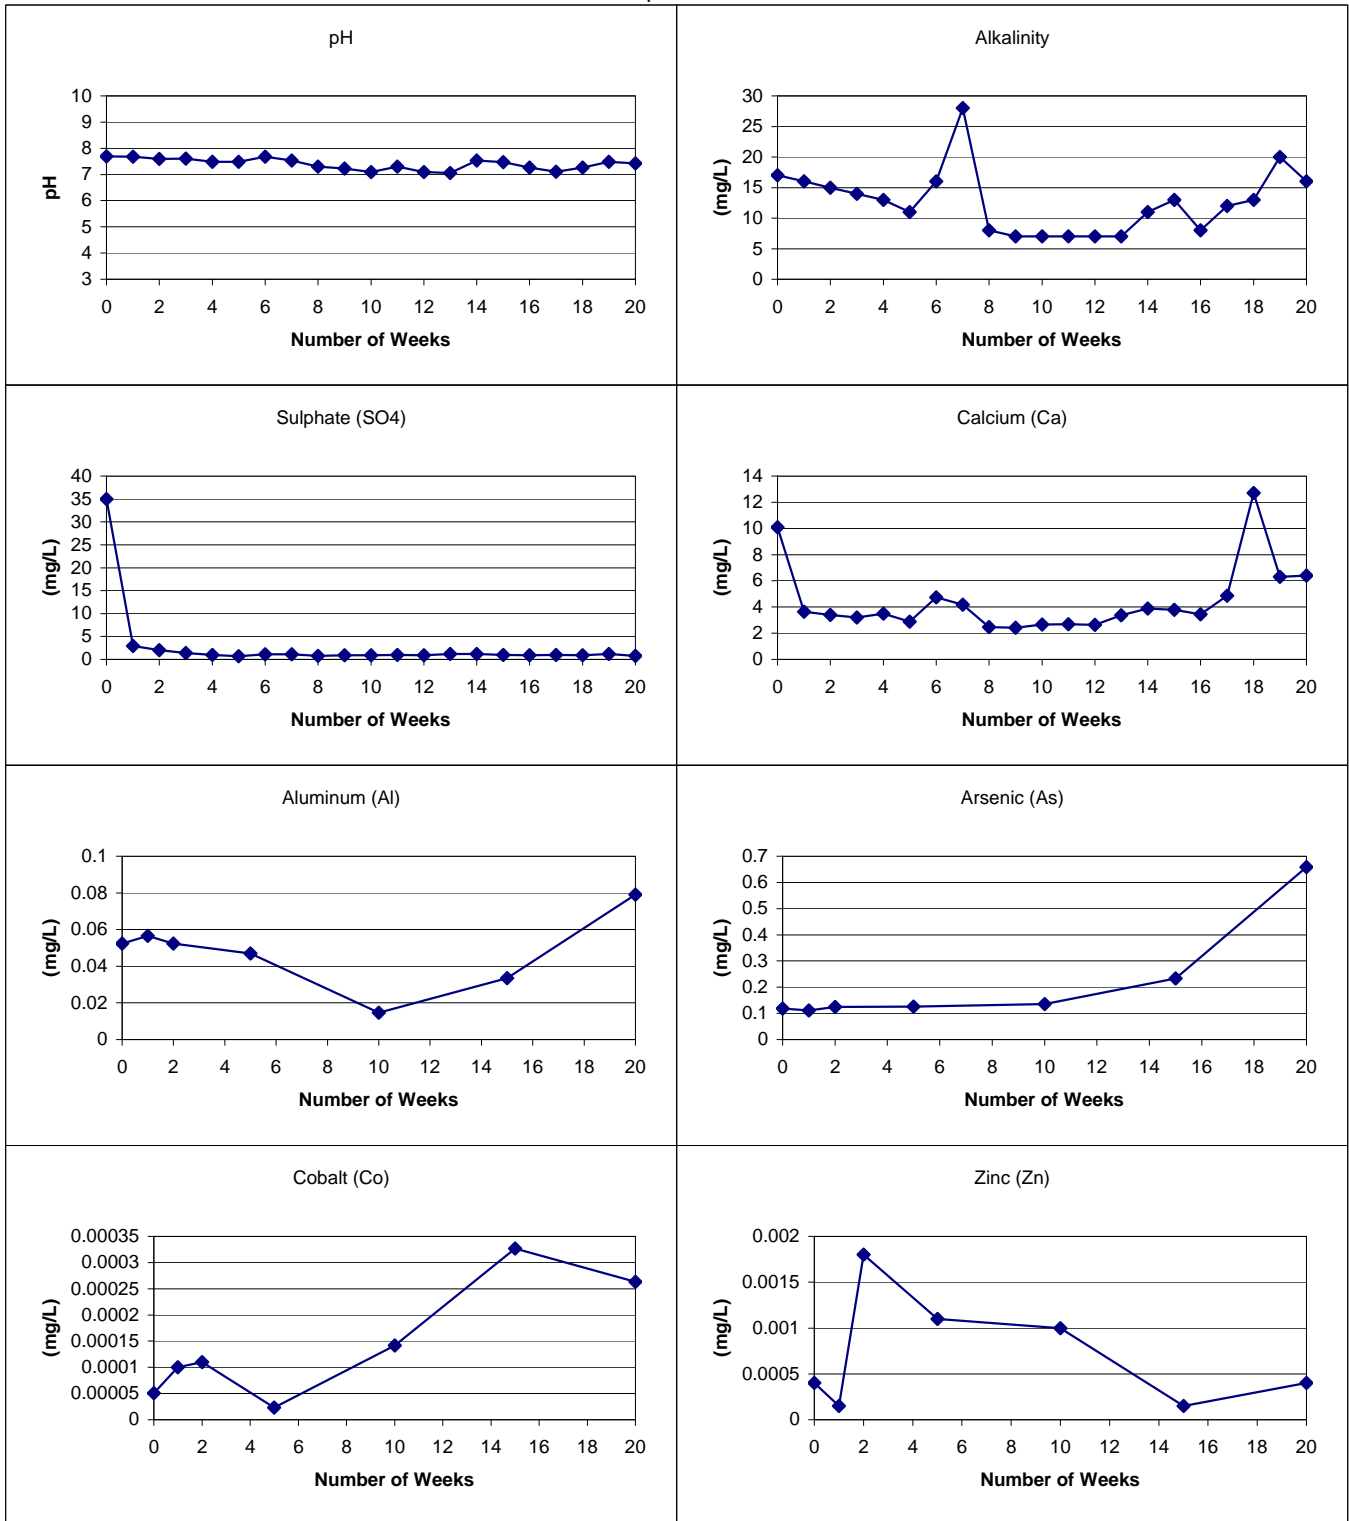 pH
10
9
8
7
6
5
4
3
pH
0 2 4 6 8 10 12 14 16 18 20
Number of Weeks
Alkalinity
30
25
20
15
10
5
0
(mg/L)
0 2 4 6 8 10 12 14 16 18 20
Number of Weeks
Sulphate (SO4)
40
35
30
25
20
15
10
5
0
(mg/L)
0 2 4 6 8 10 12 14 16 18 20
Number of Weeks
Calcium (Ca)
14
12
10
8
6
4
2
0
(mg/L)
0 2 4 6 8 10 12 14 16 18 20
Number of Weeks
Aluminum (Al)
0.1
0.08
0.06
0.04
0.02
0
(mg/L)
0 2 4 6 8 10 12 14 16 18 20
Number of Weeks
Arsenic (As)
0.7
0.6
0.5
0.4
0.3
0.2
0.1
0
(mg/L)
0 2 4 6 8 10 12 14 16 18 20
Number of Weeks
Cobalt (Co)
0.00035
0.0003
0.00025
0.0002
0.00015
0.0001
0.00005
0
(mg/L)
0 2 4 6 8 10 12 14 16 18 20
Number of Weeks
Zinc (Zn)
0.002
0.0015
0.001
0.0005
0
(mg/L)
0 2 4 6 8 10 12 14 16 18 20
Number of Weeks